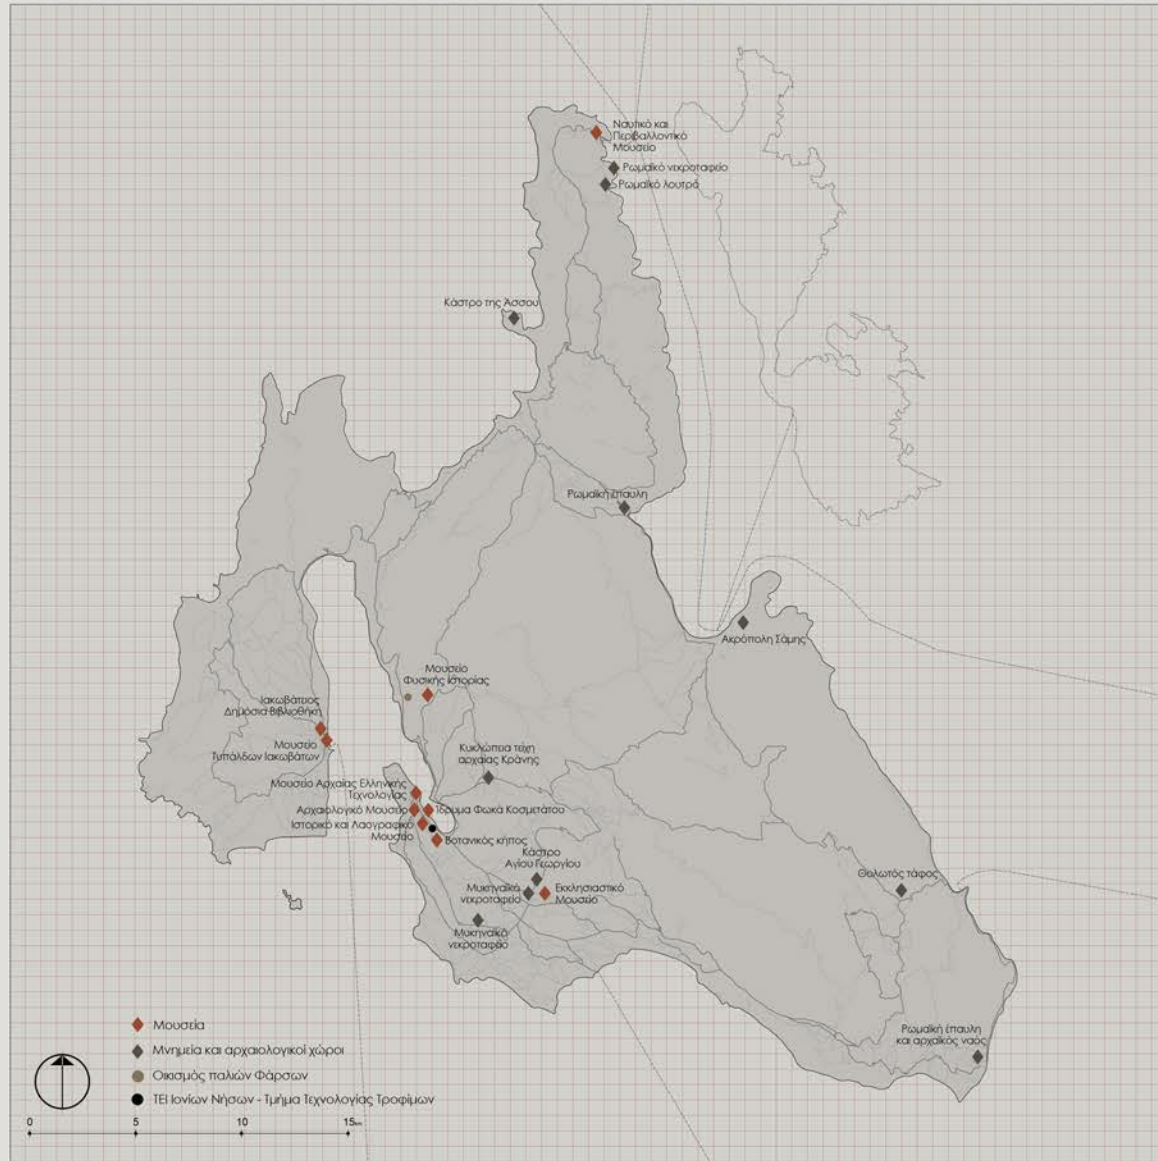 Ναυτικό και
Περιβαλλοντικό
Μουσείο
Ρωμαϊκό νεκροταφείο
Ρωμαϊκό λουτρό
Κάστρο της Άσσου
Ρωμαϊκή έπαυλη
Ακρόπολη Σάμης
Μουσείο
Φυσικής Ιστορίας
Ιακωβάτειος
Δημόσια Βιβλιοθήκη
Μουσείο
Τυπάλδων Ιακωβάτων
Κυκλώπεια τείχη
αρχαίας Κράνης
Μουσείο Αρχαίας Ελληνικής
Τεχνολογίας
Αρχαιολογικό Μουσείο
Ίδρυμα Φωκά Κοσμετάτου
Ιστορικό και Λαογραφικό
Μουσείο
Βοτανικός κήπος
Κάστρο
Αγίου Γεωργίου
Μυκηναϊκό
νεκροταφείο
Εκκλησιαστικό
Μουσείο
Μυκηναϊκό
νεκροταφείο
Θολωτός τάφος
Ρωμαϊκή έπαυλη
και αρχαϊκός ναός
Μουσεία
Μνημεία και αρχαιολογικοί χώροι
Οικισμός παλιών Φάρσων
ΤΕΙ Ιονίων Νήσων - Τμήμα Τεχνολογίας Τροφίμων
0 5 10 15κm